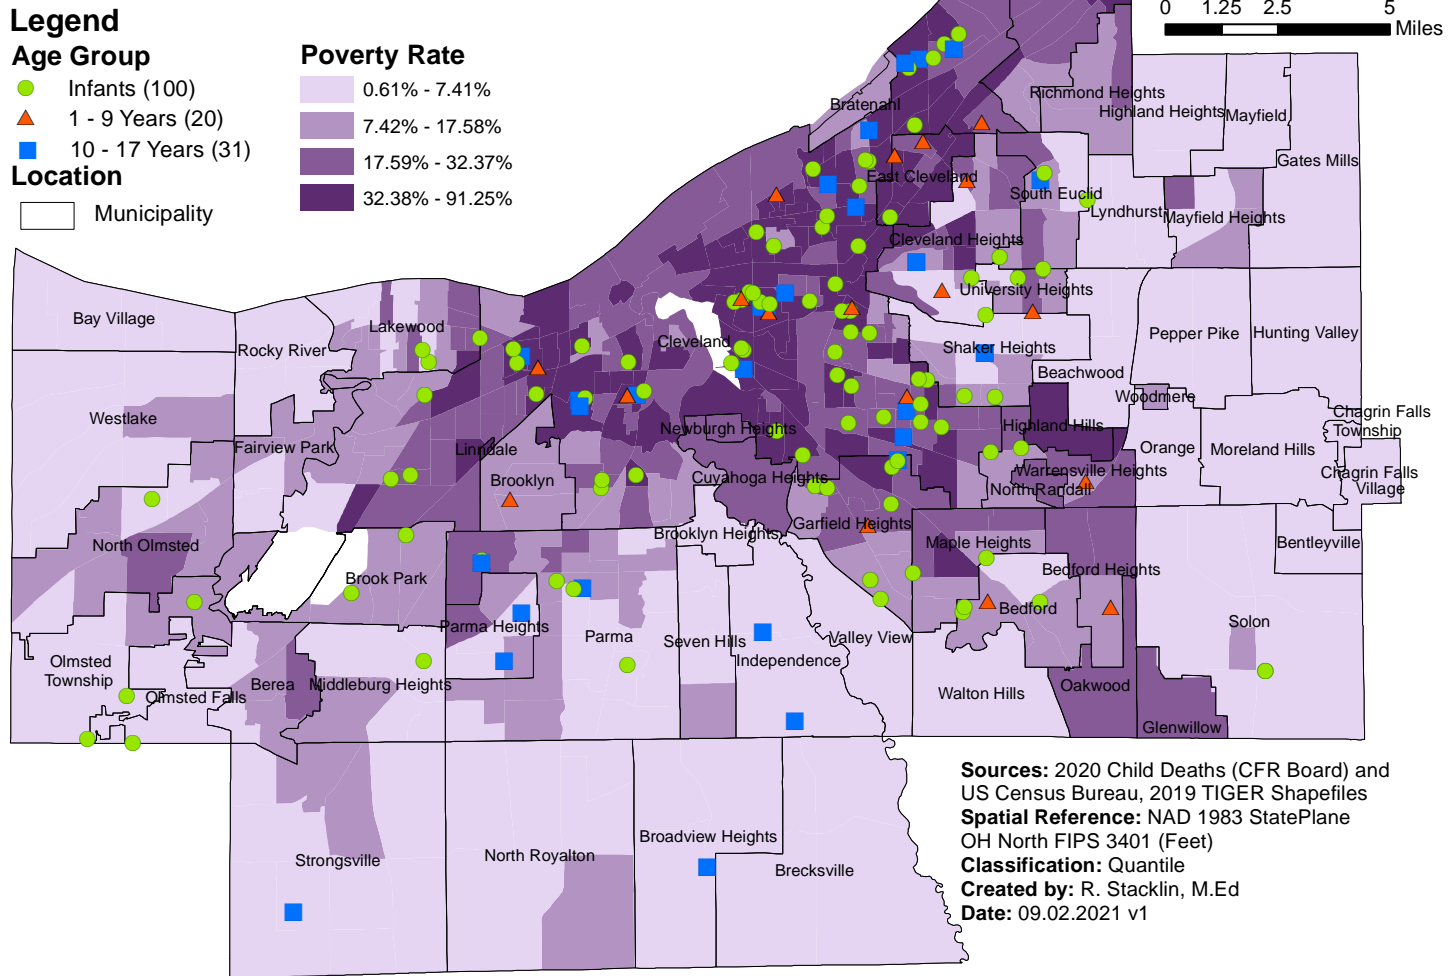 Legend
Age Group
Infants (100)
1 - 9 Years (20)
10 - 17 Years (31)
Location
Municipality
Poverty Rate
0.61% - 7.41%
7.42% - 17.58%
17.59% - 32.37%
32.38% - 91.25%
0 1.25 2.5 5
Miles
Bratenahl
Richmond Heights
Highland Heights
Mayfield
Gates Mills
East Cleveland
South Euclid
Lyndhurst
Mayfield Heights
Cleveland Heights
University Heights
Bay Village
Rocky River
Lakewood
Cleveland
Shaker Heights
Pepper Pike
Hunting Valley
Beachwood
Woodmere
Westlake
Fairview Park
Linndale
Newburgh Heights
Highland Hills
Orange
Moreland Hills
Chagrin Falls
Township
Chagrin Falls
Village
Brooklyn
Cuyahoga Heights
Warrensville Heights
North Randall
North Olmsted
Brook Park
Brooklyn Heights
Garfield Heights
Maple Heights
Bedford Heights
Bentleyville
Bedford
Solon
Parma Heights
Parma
Seven Hills
Independence
Valley View
Olmsted
Township
Olmsted Falls
Berea
Middleburg Heights
Walton Hills
Oakwood
Glenwillow
Strongsville
North Royalton
Broadview Heights
Brecksville
Sources: 2020 Child Deaths (CFR Board) and
US Census Bureau, 2019 TIGER Shapefiles
Spatial Reference: NAD 1983 StatePlane
OH North FIPS 3401 (Feet)
Classification: Quantile
Created by: R. Stacklin, M.Ed
Date: 09.02.2021 v1